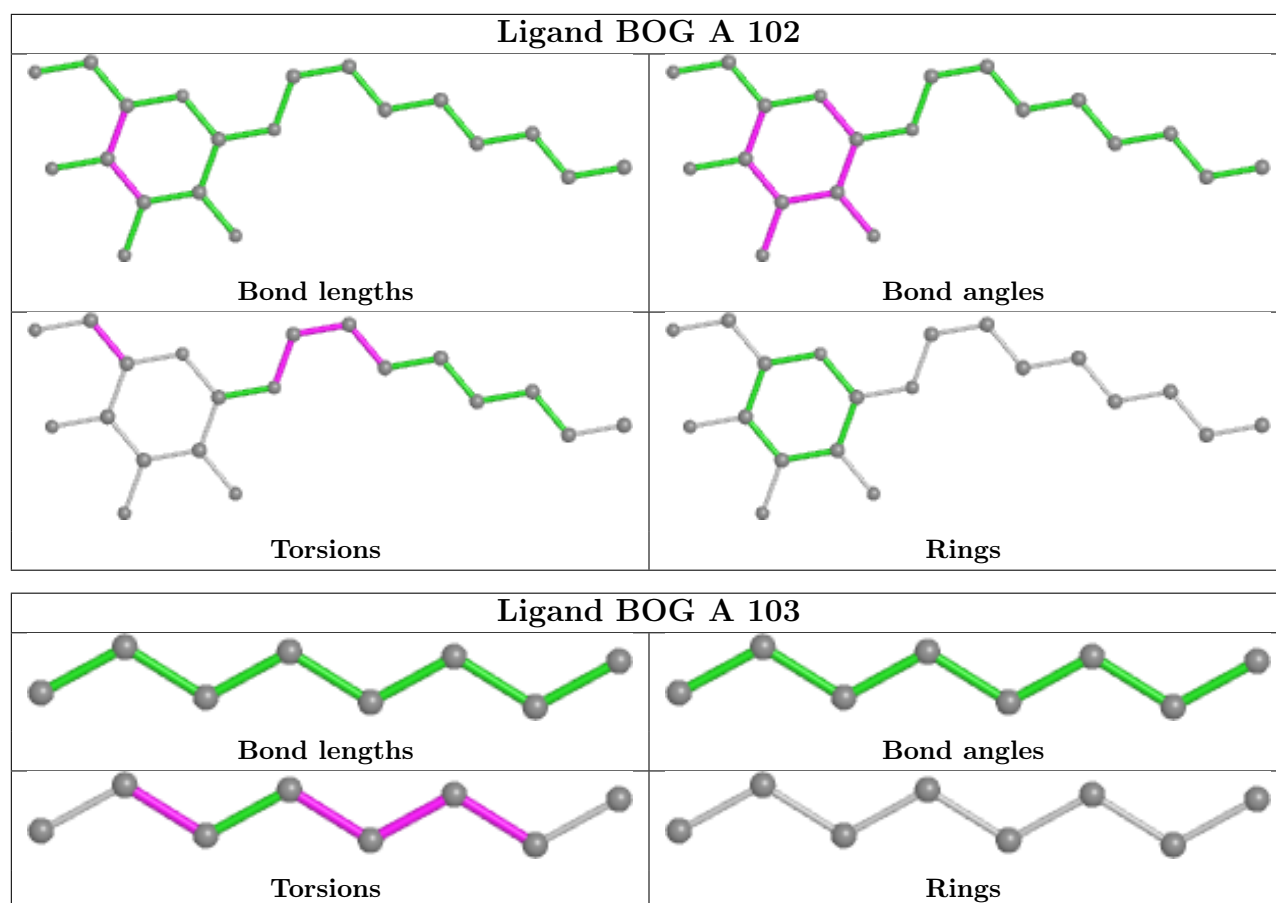 Ligand BOG A 102
Bond lengths
Bond angles
Torsions
Rings
Ligand BOG A 103
Bond lengths
Bond angles
Torsions
Rings